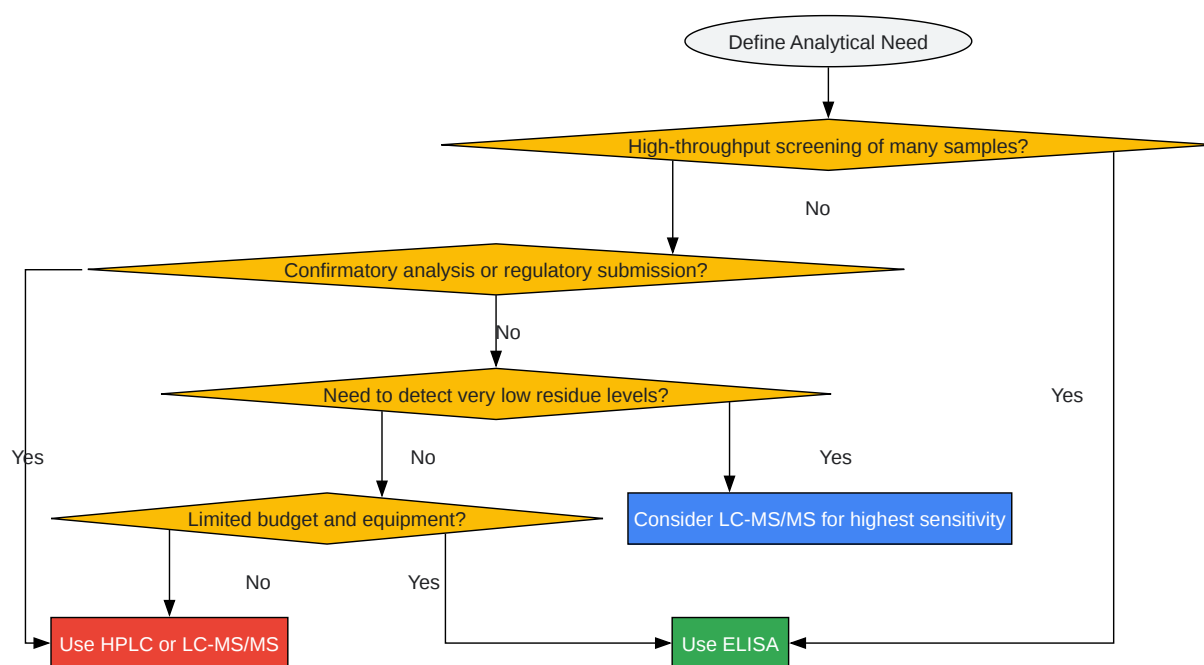 Define Analytical Need
High-throughput screening of many samples?
No
Confirmatory analysis or regulatory submission?
No
Need to detect very low residue levels?
Yes
Yes
No
Yes
Limited budget and equipment?
Consider LC-MS/MS for highest sensitivity
No
Yes
Use HPLC or LC-MS/MS
Use ELISA